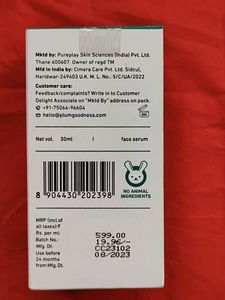 Mktd by: Pureplay Skin Sciences (India) Pvt. Ltd.
Thane 400607. Owner of regd TM
Mfg in India by: Cimera Care Pvt. Ltd. Sidcul,
Haridwar-249403 U.K. M. L. No.: 5/C/UA/2022
Customer care:
Feedback/complaints? Write in to Customer
Delight Associate on "Mktd By" address on pack.
+91-75064-96604
hello@plumgoodness.com
Net vol. 30ml | face serum
8 904430 202398
NO ANIMAL
INGREDIENTS
MRP (incl.of
all taxes):₹
Rs. per ml: 599.00
19.96/-
Batch No.: CC23102
Mfg. Dt. 08/2023
Use before
24 months
from Mfg. Dt.